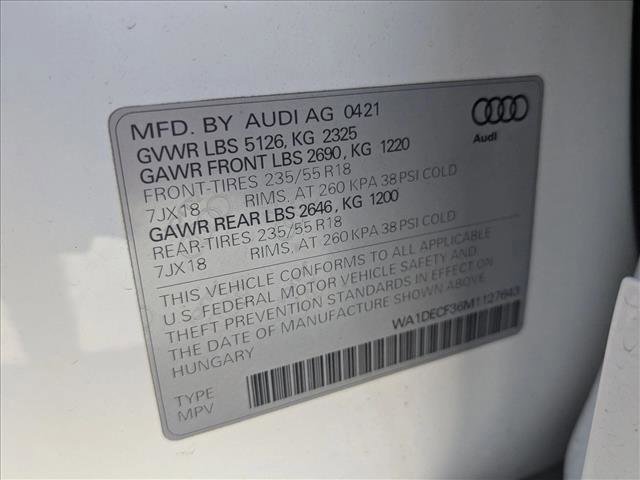 MFD. BY AUDI AG 0421
GVWR LBS 5126, KG 2325
GAWR FRONT LBS 2690, KG 1220
FRONT-TIRES 235/55 R18
7JX18 RIMS, AT 260 KPA 38 PSI COLD
GAWR REAR LBS 2646, KG 1200
REAR-TIRES 235/55 R18
7JX18 RIMS, AT 260 KPA 38 PSI COLD
THIS VEHICLE CONFORMS TO ALL APPLICABLE
U.S. FEDERAL MOTOR VEHICLE SAFETY AND
THEFT PREVENTION STANDARDS IN EFFECT ON
THE DATE OF MANUFACTURE SHOWN ABOVE.
HUNGARY
WA1DECF36M1127643
TYPE
MPV
Audi